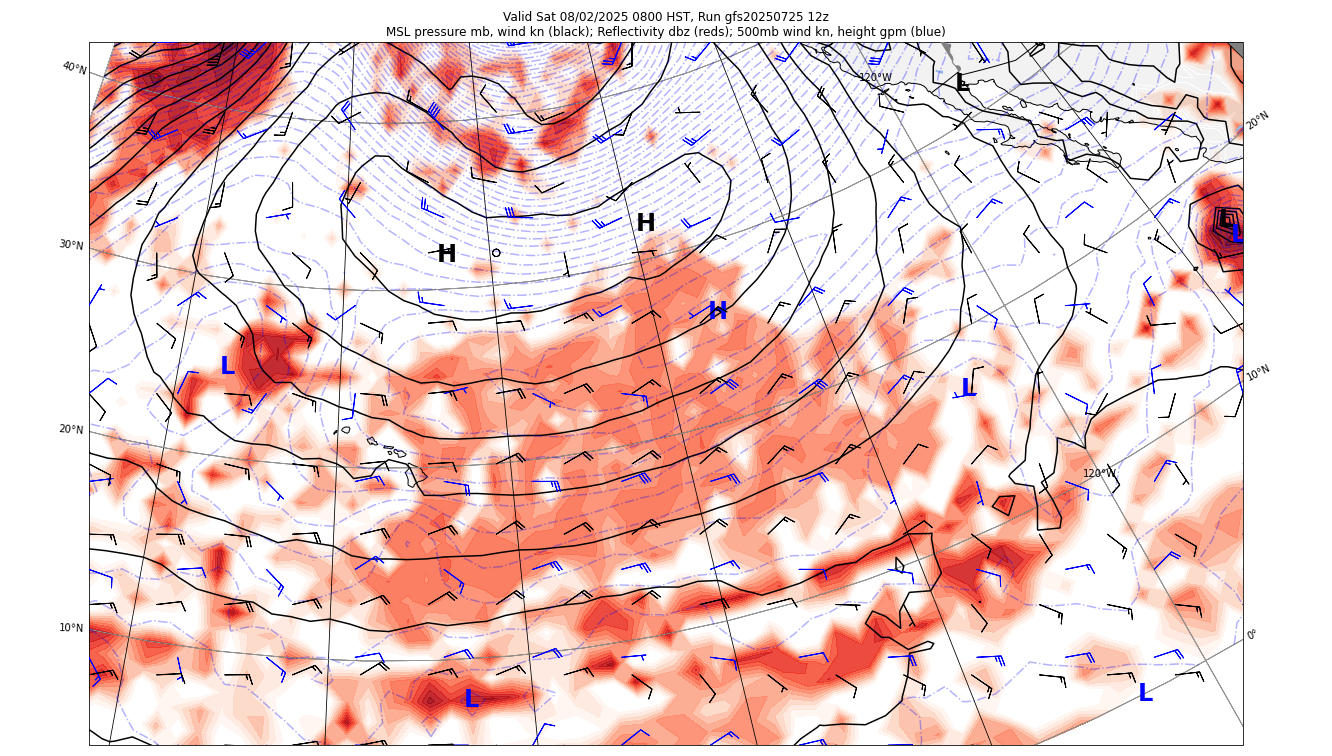 Valid Sat 08/02/2025 0800 HST, Run gfs20250725 12z
MSL pressure mb, wind kn (black); Reflectivity dbz (reds); 500mb wind kn, height gpm (blue)
40°N
120°W
L
20°N
30°N
H
H
L
L
H
L
L
10°N
20°N
120°W
10°N
0°
L
L